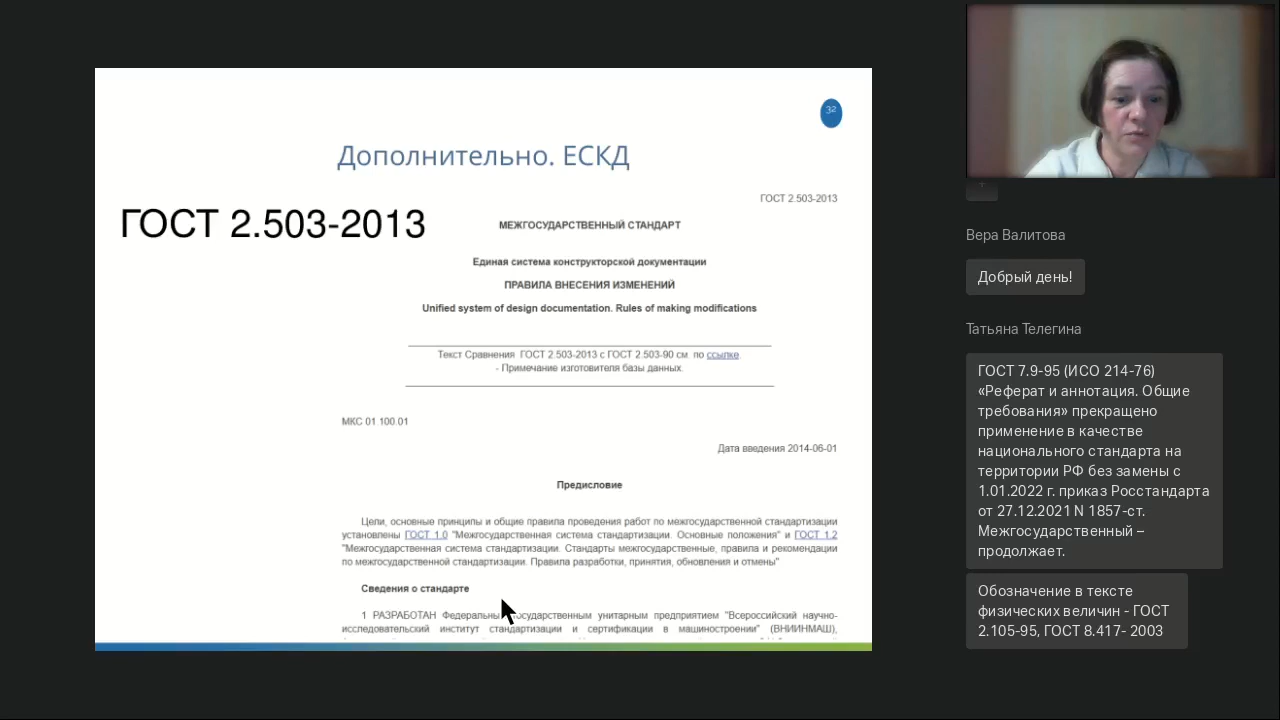 32
Дополнительно. ЕСКД
ГОСТ 2.503-2013
ГОСТ 2.503-2013
МЕЖГОСУДАРСТВЕННЫЙ СТАНДАРТ
Единая система конструкторской документации
ПРАВИЛА ВНЕСЕНИЯ ИЗМЕНЕНИЙ
Unified system of design documentation. Rules of making modifications
Текст Сравнения ГОСТ 2.503-2013 с ГОСТ 2.503-90 см. по ссылке.
- Примечание изготовителя базы данных.
МКС 01.100.01
Дата введения 2014-06-01
Предисловие
Цели, основные принципы и общие правила проведения работ по межгосударственной стандартизации
установлены ГОСТ 1.0 "Межгосударственная система стандартизации. Основные положения" и ГОСТ 1.2
"Межгосударственная система стандартизации. Стандарты межгосударственные, правила и рекомендации
по межгосударственной стандартизации. Правила разработки, принятия, обновления и отмены"
Сведения о стандарте
1 РАЗРАБОТАН Федеральны государственным унитарным предприятием "Всероссийский научно-
исследовательский институт стандартизации и сертификации в машиностроении" (ВНИИНМАШ),
Вера Валитова
Добрый день!
Татьяна Телегина
ГОСТ 7.9-95 (ИСО 214-76)
«Реферат и аннотация. Общие
требования» прекращено
применение в качестве
национального стандарта на
территории РФ без замены с
1.01.2022 г. приказ Росстандарта
от 27.12.2021 N 1857-ст.
Межгосударственный –
продолжает.
Обозначение в тексте
физических величин - ГОСТ
2.105-95, ГОСТ 8.417- 2003